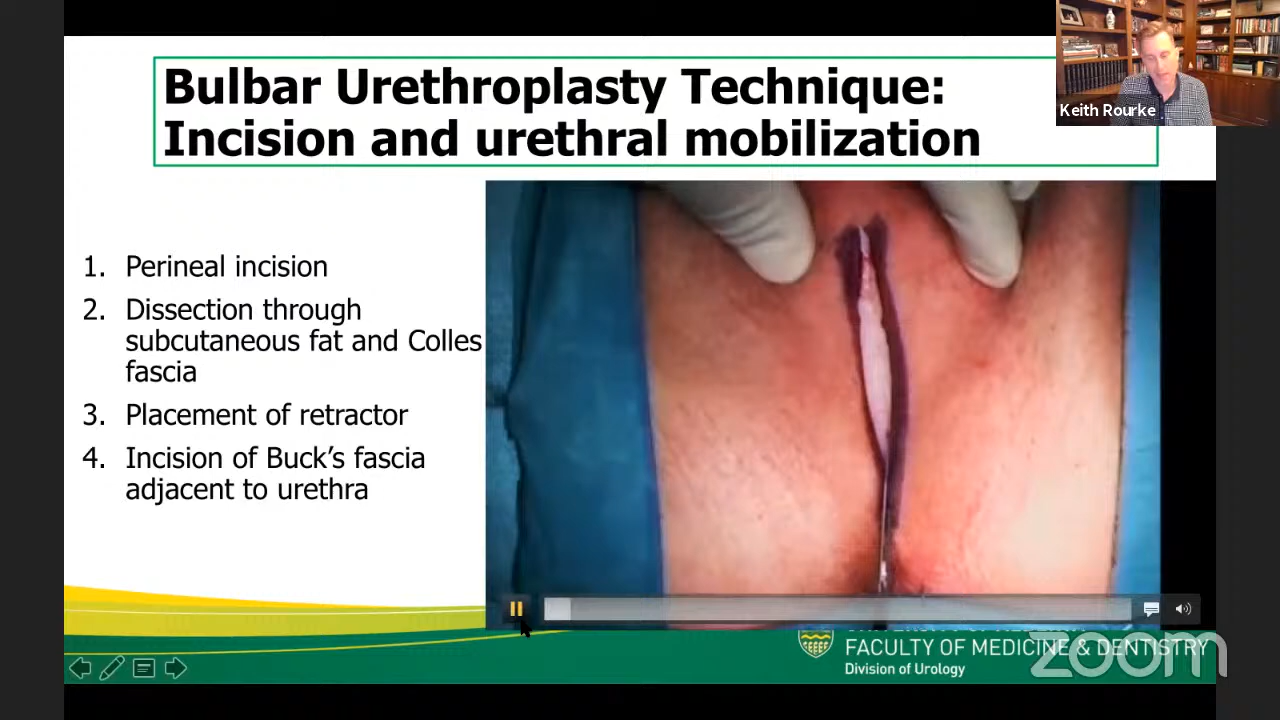 Bulbar Urethroplasty Technique:
Incision and urethral mobilization
Keith Rourke
1. Perineal incision
2. Dissection through
subcutaneous fat and Colles
fascia
3. Placement of retractor
4. Incision of Buck’s fascia
adjacent to urethra
FACULTY OF MEDICINE & DENTISTRY
Division of Urology
zoom